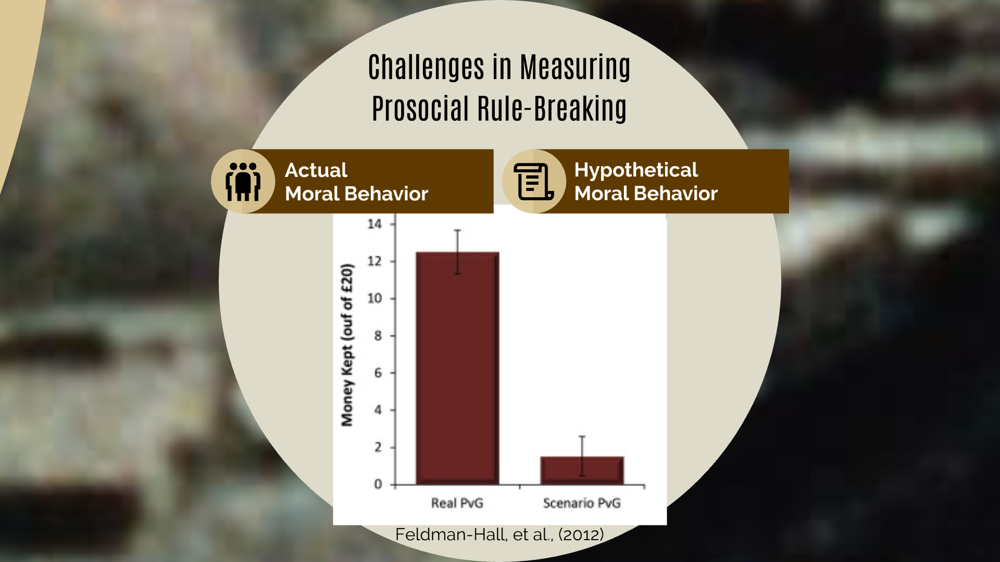 Challenges in Measuring
Prosocial Rule-Breaking
Actual
Moral Behavior
Hypothetical
Moral Behavior
Money Kept (ouf of £20)
14
12
10
8
6
4
2
0
Real PvG
Scenario PvG
Feldman-Hall, et al., (2012)